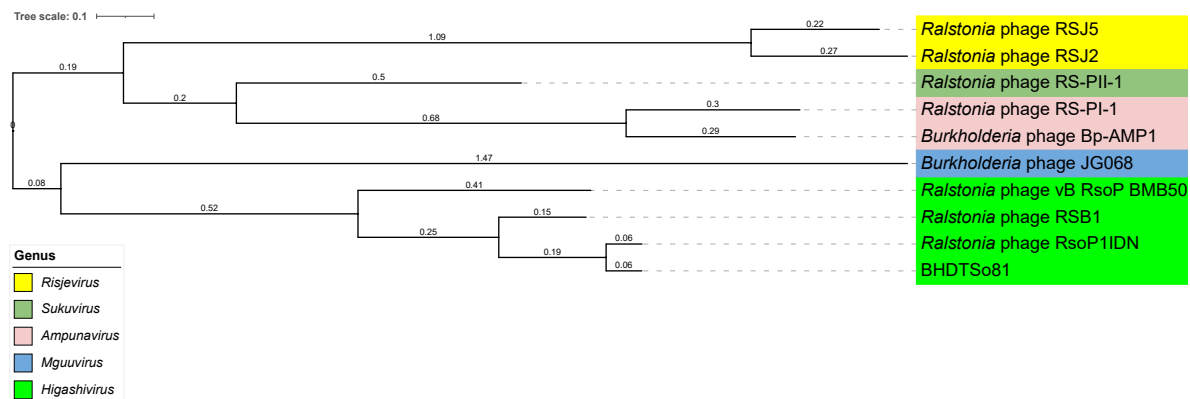 Tree scale: 0.1
0.22
Ralstonia phage RSJ5
1.09
0.27
Ralstonia phage RSJ2
0.19
0.5
Ralstonia phage RS-PII-1
0.2
0.3
Ralstonia phage RS-PI-1
0.68
0.29
Burkholderia phage Bp-AMP1
0
1.47
Burkholderia phage JG068
0.08
0.41
Ralstonia phage vB RsoP BMB50
0.52
0.15
Ralstonia phage RSB1
0.25
0.06
Ralstonia phage RsoP1IDN
0.19
0.06
BHDTSo81
Genus
Risjevirus
Sukuvirus
Ampunavirus
Mguuvirus
Higashivirus